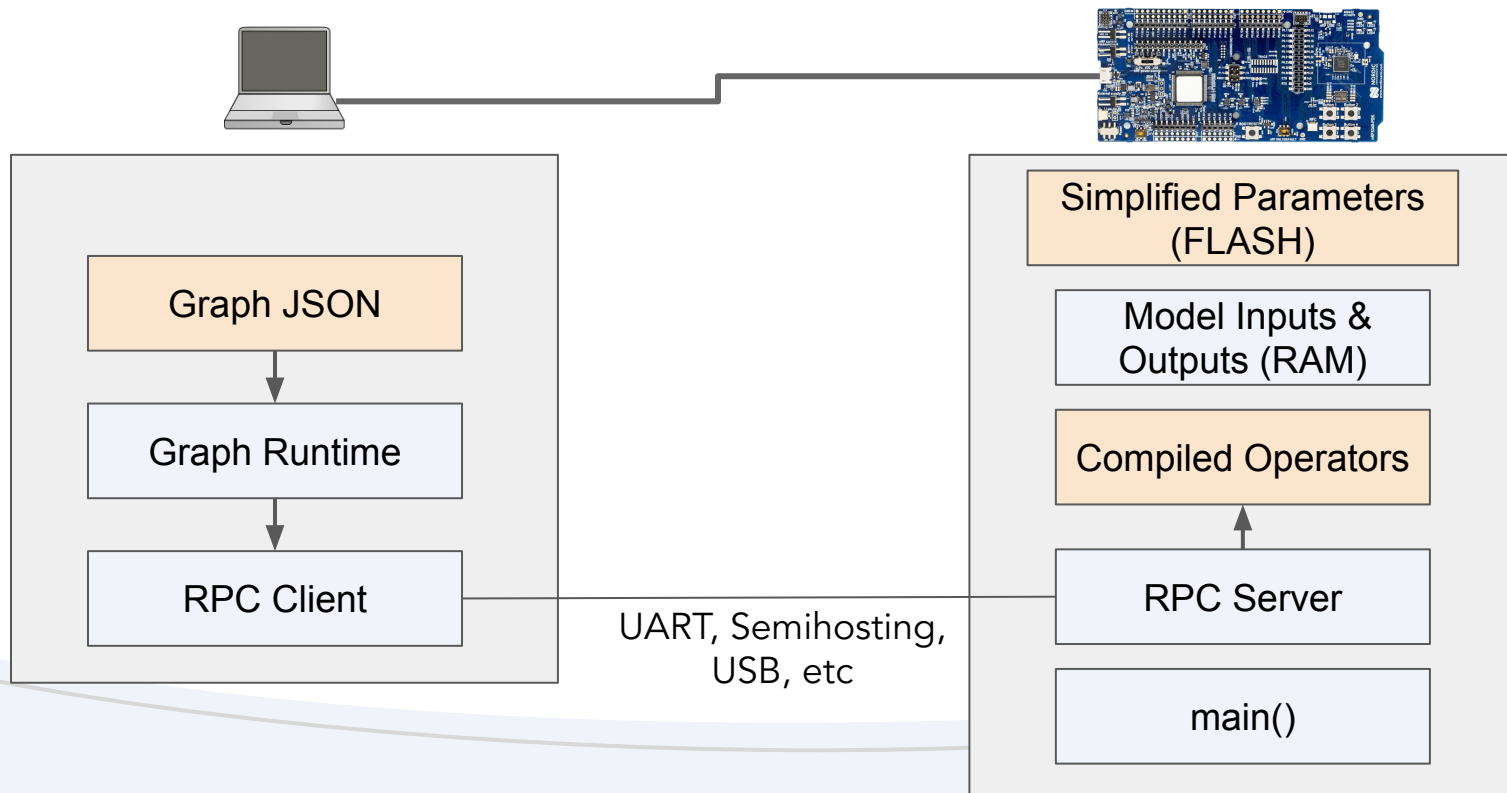 Graph JSON
Graph Runtime
RPC Client
UART, Semihosting,
USB, etc
NORDIC
Simplified Parameters
(FLASH)
Model Inputs &
Outputs (RAM)
Compiled Operators
RPC Server
main()